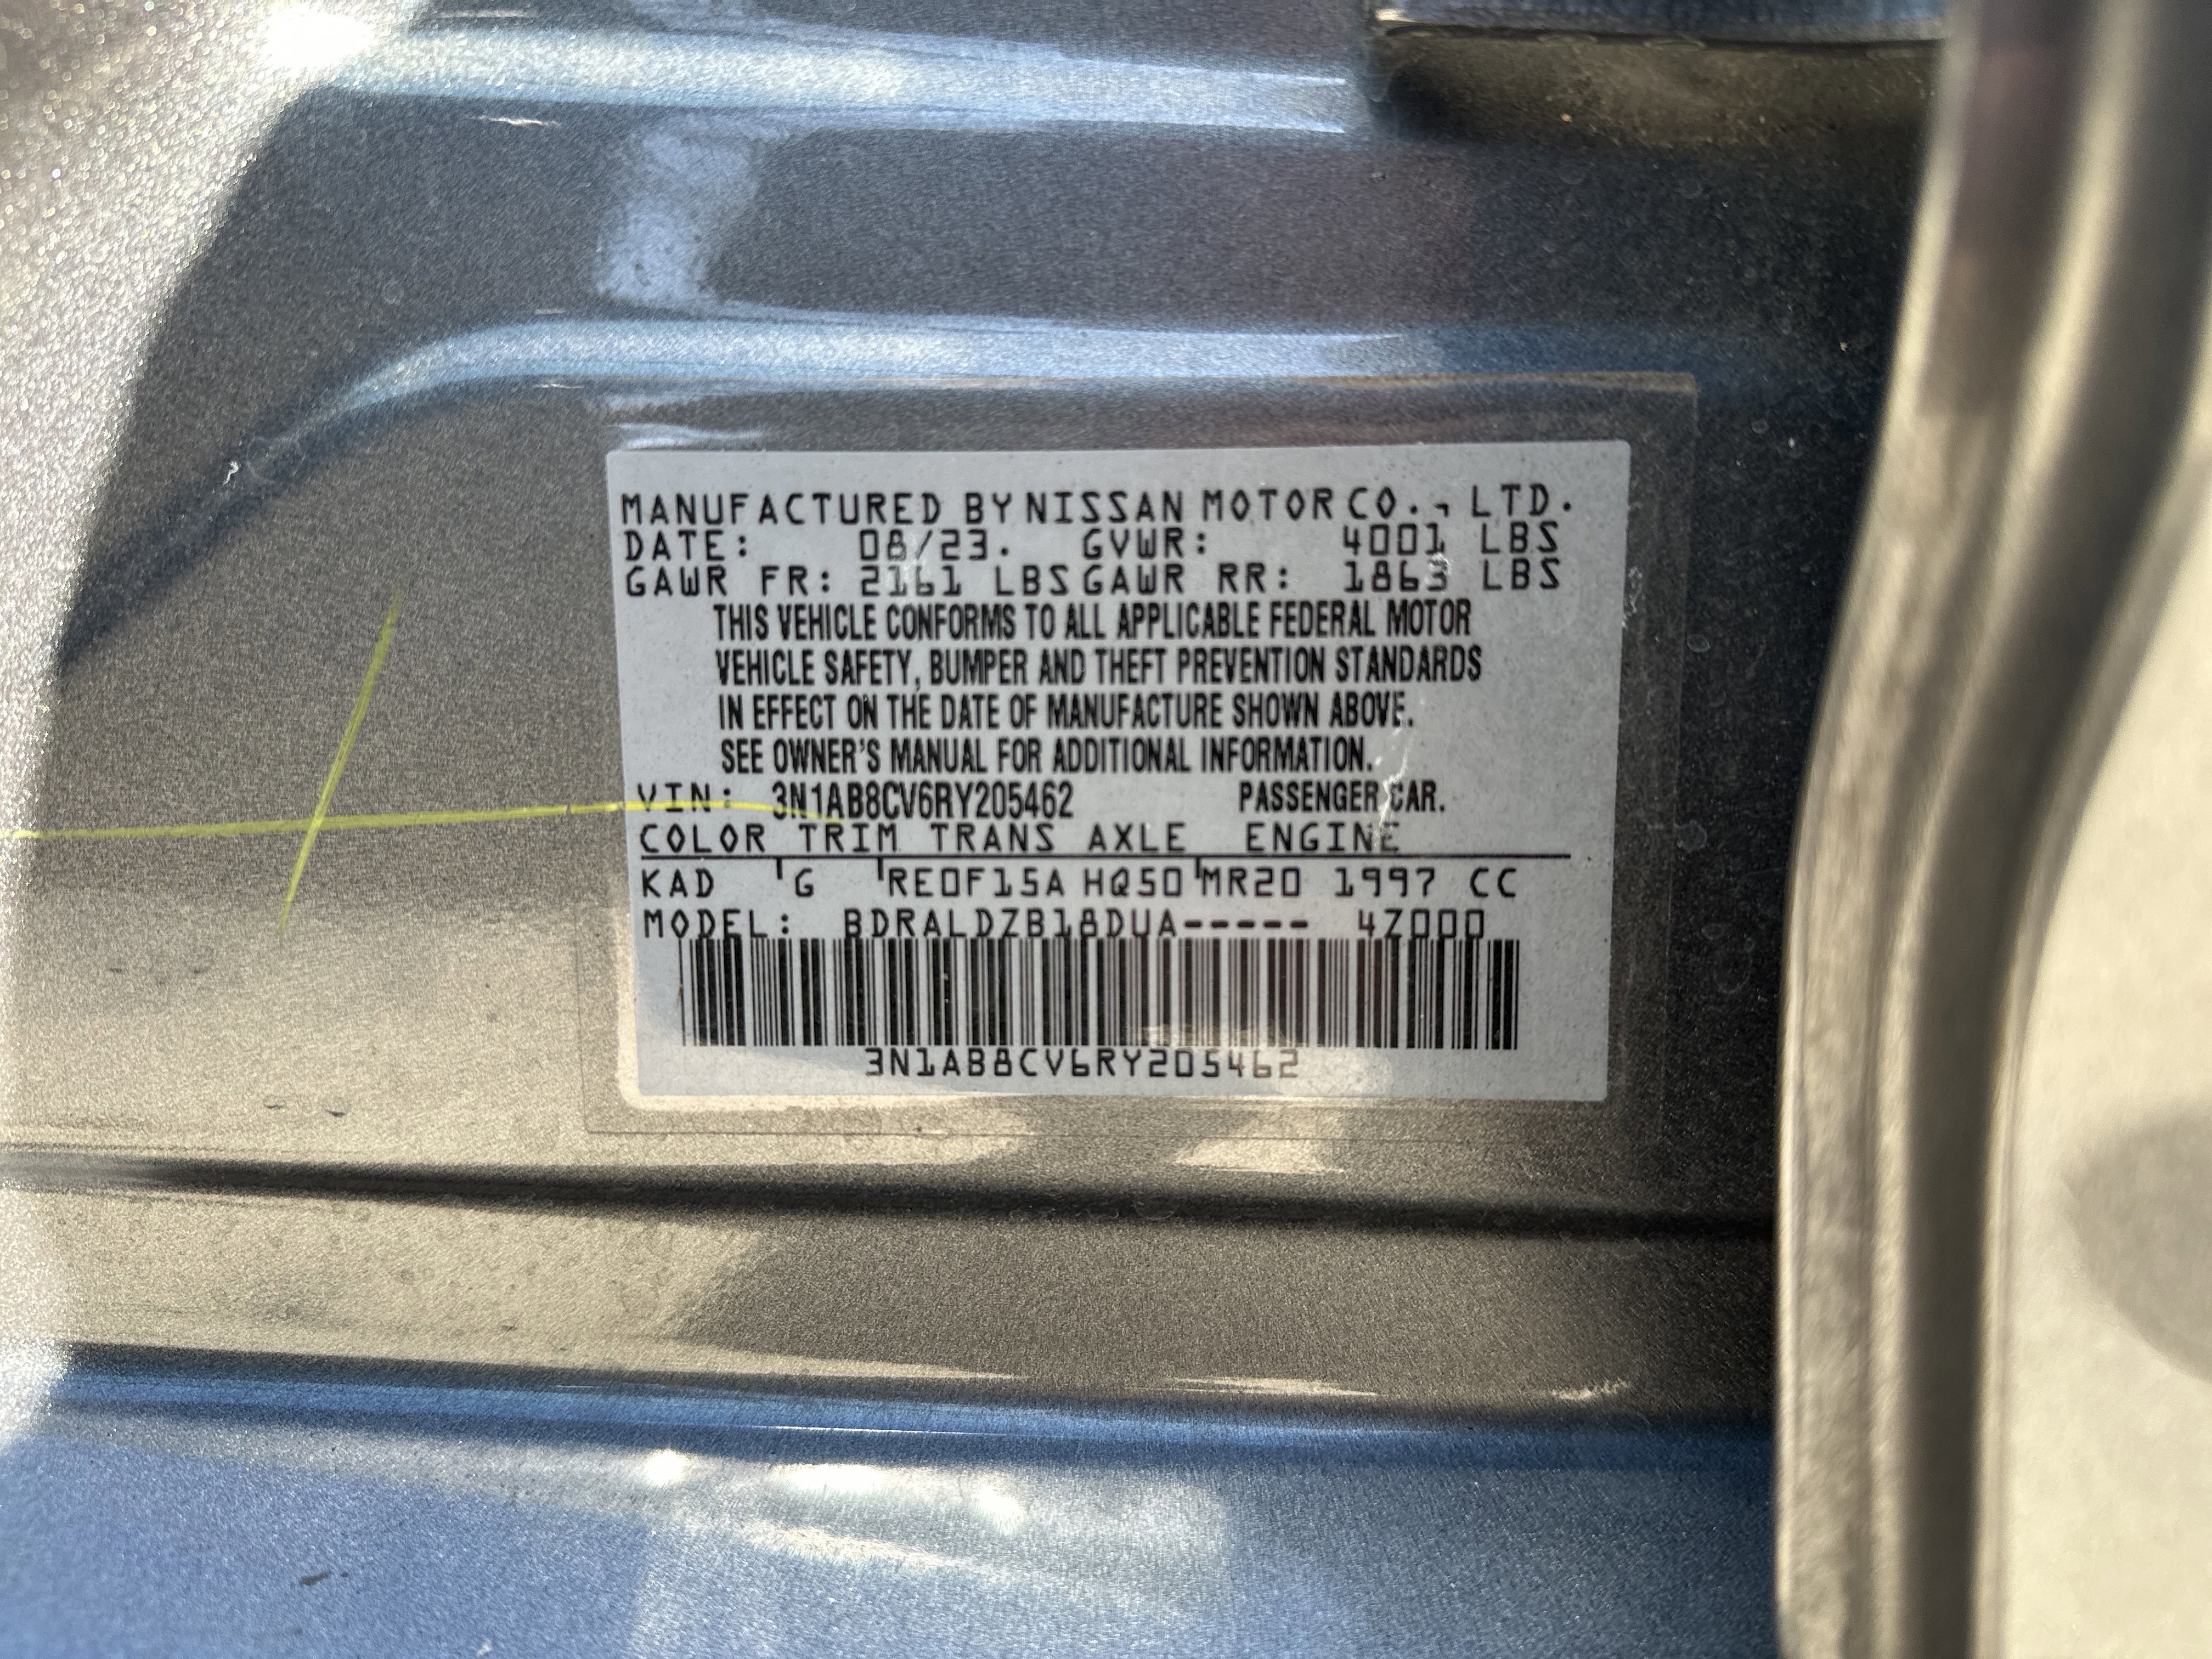 MANUFACTURED BY NISSAN MOTOR CO., LTD.
DATE: 08/23. GVWR: 4001 LBS
GAWR FR: 2161 LBS GAWR RR: 1863 LBS
THIS VEHICLE CONFORMS TO ALL APPLICABLE FEDERAL MOTOR
VEHICLE SAFETY, BUMPER AND THEFT PREVENTION STANDARDS
IN EFFECT ON THE DATE OF MANUFACTURE SHOWN ABOVE.
SEE OWNER'S MANUAL FOR ADDITIONAL INFORMATION.
VIN: 3N1AB8CV6RY205462 PASSENGER CAR.
COLOR TRIM TRANS AXLE ENGINE
KAD G RE0F15A HQ50 MR20 1997 CC
MODEL: BDRALDZB18DUA----- 4Z000
3N1AB8CV6RY205462